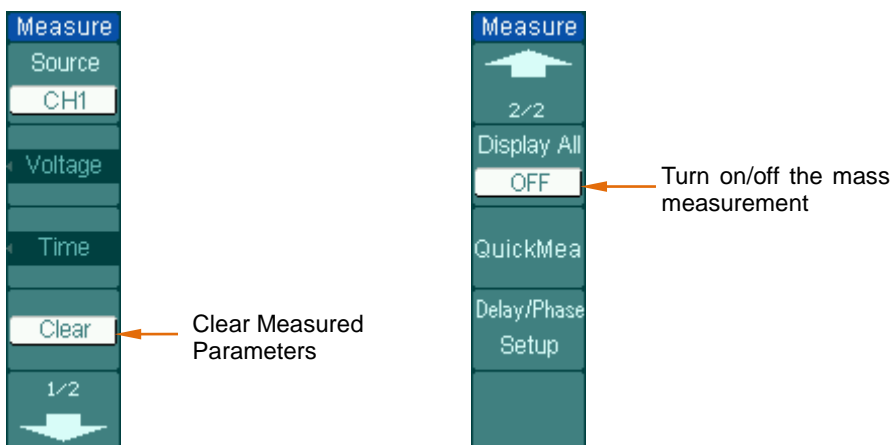 Measure
Source
CH1
Voltage
Time
Clear
1/2
Clear Measured
Parameters
Measure
2/2
Display All
OFF
QuickMea
Delay/Phase
Setup
Turn on/off the mass
measurement